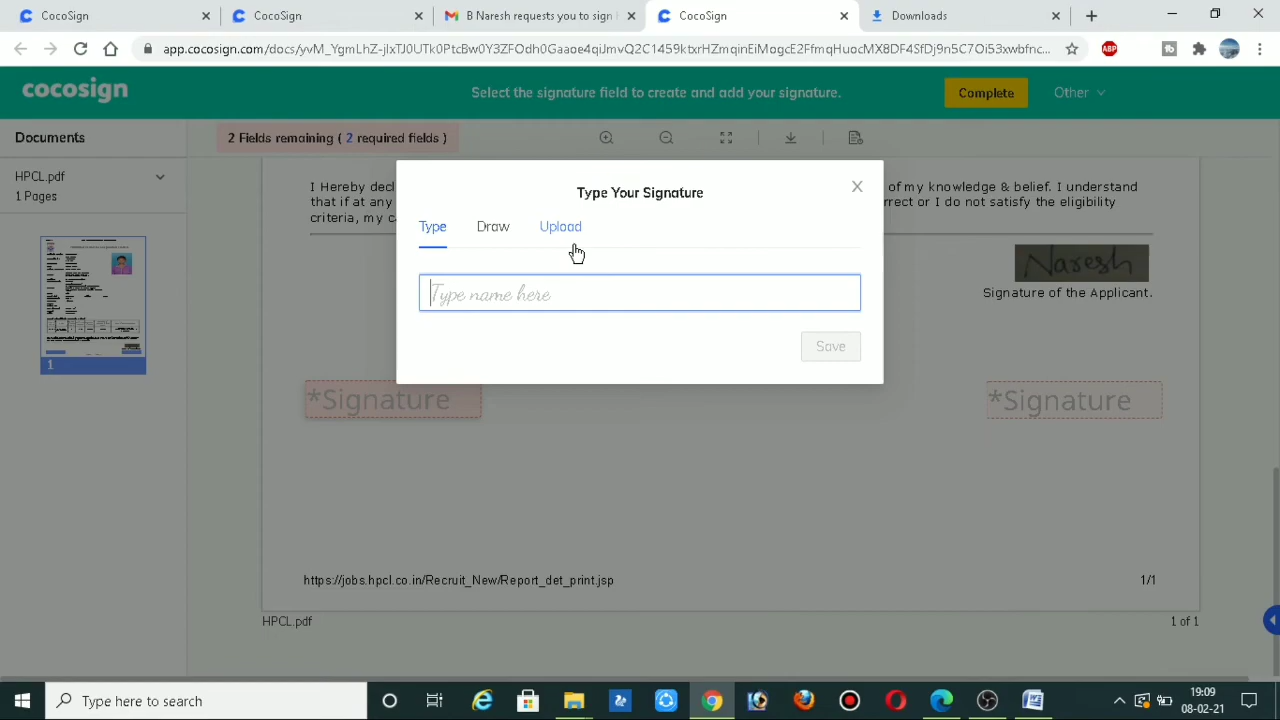 CocoSign
CocoSign
B Naresh requests you to sign
CocoSign
Downloads
ABP
cocosign
Select the signature field to create and add your signature.
Complete
Other
Documents
2 Fields remaining ( 2 required fields )
HPCL.pdf
1 Pages
1
I Hereby decl
of my knowledge & belief. I understand
that if at any
rrect or I do not satisfy the eligibility
criteria, my c
Type Your Signature
Type
Draw
Upload
Type name here
Save
Naresh
Signature of the Applicant.
*Signature
*Signature
https://jobs.hpcl.co.in/Recruit_New/Report_det_print.jsp
1/1
HPCL.pdf
1 of 1
Type here to search
19:09
08-02-21